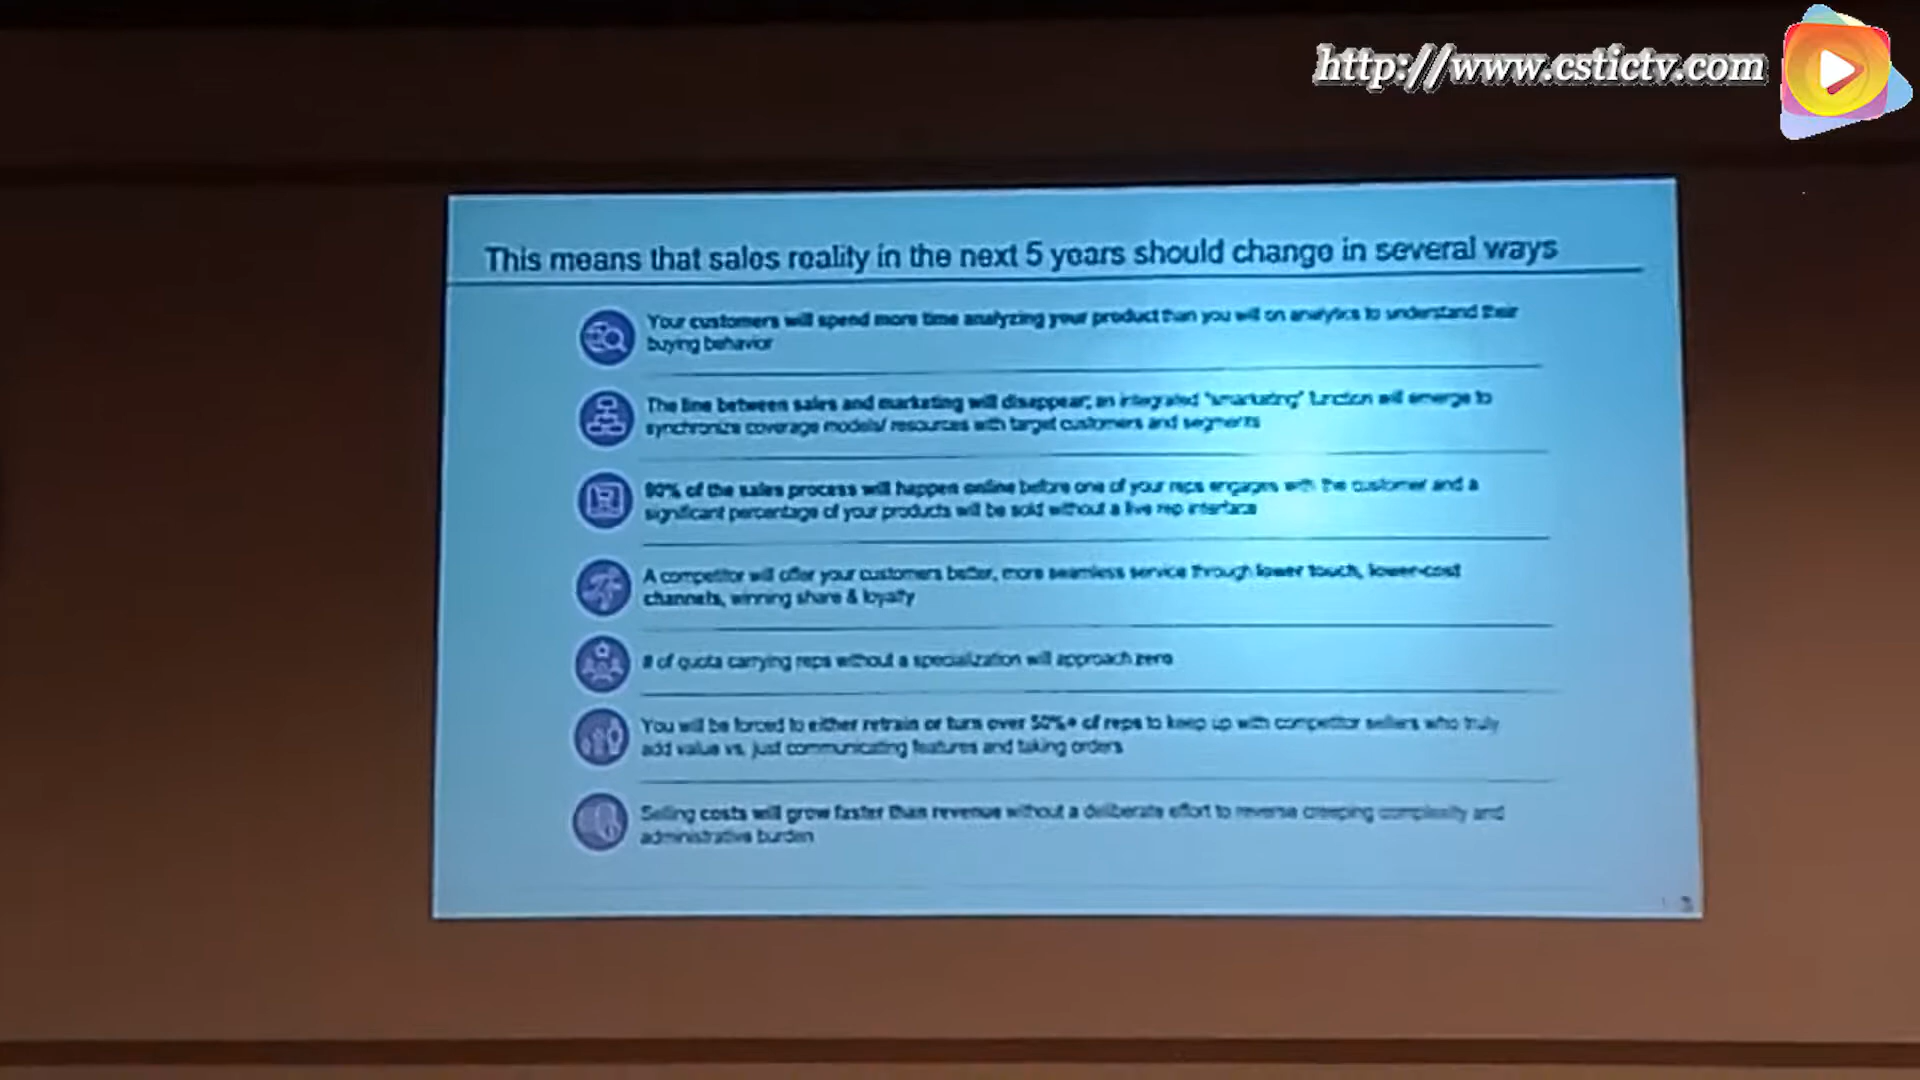 http://www.cstictv.com
This means that sales reality in the next 5 years should change in several ways
Your customers will spend more time analyzing your product than you will on analytics to understand their
buying behavior
The line between sales and marketing will disappear; an integrated "smarketing" function will emerge to
synchronize coverage models/ resources with target customers and segments
90% of the sales process will happen online before one of your reps engages with the customer and a
significant percentage of your products will be sold without a live rep interface
A competitor will offer your customers better, more seamless service through lower touch, lower-cost
channels, winning share & loyalty
# of quota carrying reps without a specialization will approach zero
You will be forced to either retrain or turn over 50%+ of reps to keep up with competitor sellers who truly
add value vs. just communicating features and taking orders
Selling costs will grow faster than revenue without a deliberate effort to reverse creeping complexity and
administrative burden